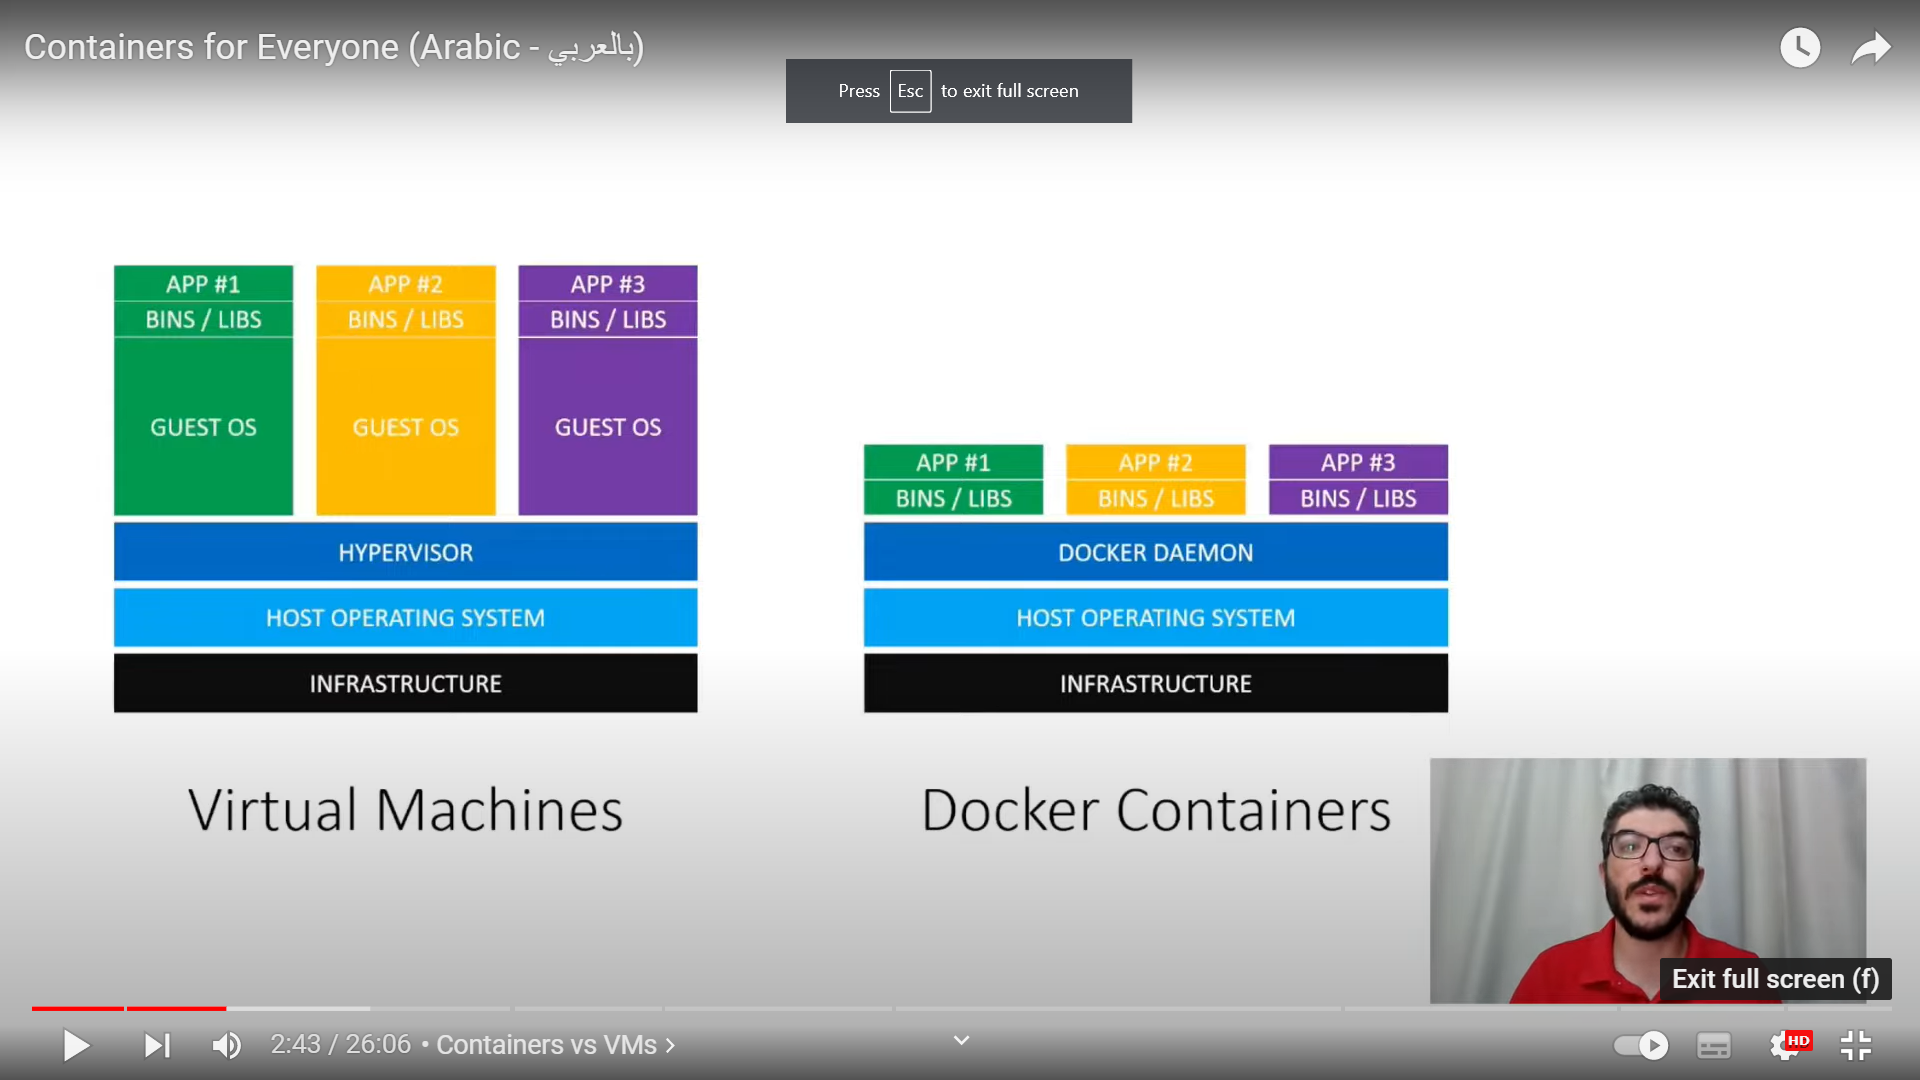 Containers for Everyone (Arabic - بالعربي)
Press Esc to exit full screen
APP #1
BINS / LIBS
GUEST OS
APP #2
BINS / LIBS
GUEST OS
APP #3
BINS / LIBS
GUEST OS
HYPERVISOR
HOST OPERATING SYSTEM
INFRASTRUCTURE
Virtual Machines
APP #1
BINS / LIBS
APP #2
BINS / LIBS
APP #3
BINS / LIBS
DOCKER DAEMON
HOST OPERATING SYSTEM
INFRASTRUCTURE
Docker Containers
Exit full screen (f)
2:43 / 26:06 • Containers vs VMs
HD